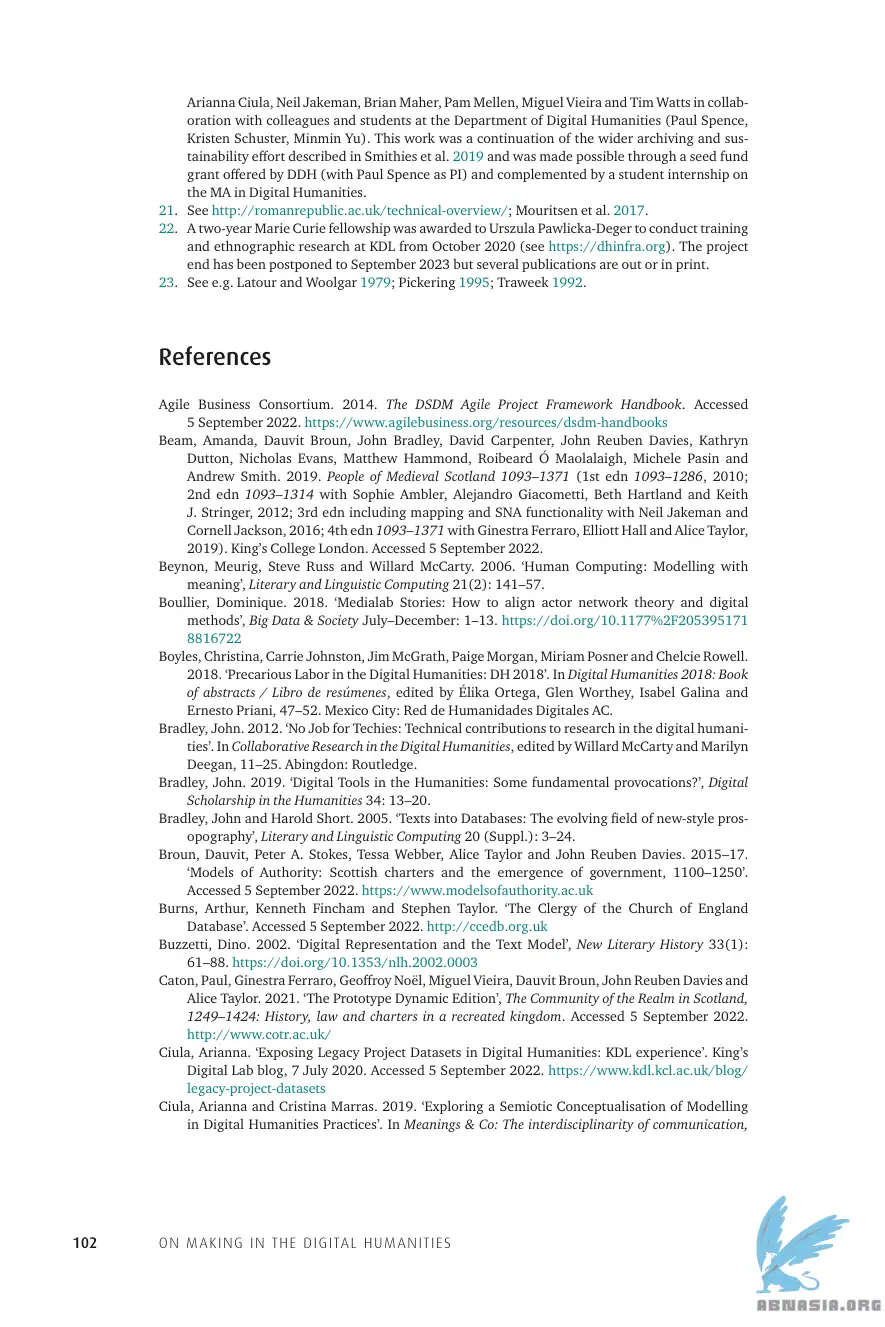 Arianna Ciula, Neil Jakeman, Brian Maher, Pam Mellen, Miguel Vieira and Tim Watts in collab-
oration with colleagues and students at the Department of Digital Humanities (Paul Spence,
Kristen Schuster, Minmin Yu). This work was a continuation of the wider archiving and sus-
tainability effort described in Smithies et al. 2019 and was made possible through a seed fund
grant offered by DDH (with Paul Spence as PI) and complemented by a student internship on
the MA in Digital Humanities.
21. See http://romanrepublic.ac.uk/technical-overview/; Mouritsen et al. 2017.
22. A two-year Marie Curie fellowship was awarded to Urszula Pawlicka-Deger to conduct training
and ethnographic research at KDL from October 2020 (see https://dhinfra.org). The project
end has been postponed to September 2023 but several publications are out or in print.
23. See e.g. Latour and Woolgar 1979; Pickering 1995; Traweek 1992.
References
Agile Business Consortium. 2014. The DSDM Agile Project Framework Handbook. Accessed
5 September 2022. https://www.agilebusiness.org/resources/dsdm-handbooks
Beam, Amanda, Dauvit Broun, John Bradley, David Carpenter, John Reuben Davies, Kathryn
Dutton, Nicholas Evans, Matthew Hammond, Roibeard Ó Maolalaigh, Michele Pasin and
Andrew Smith. 2019. People of Medieval Scotland 1093–1371 (1st edn 1093–1286, 2010;
2nd edn 1093–1314 with Sophie Ambler, Alejandro Giacometti, Beth Hartland and Keith
J. Stringer, 2012; 3rd edn including mapping and SNA functionality with Neil Jakeman and
Cornell Jackson, 2016; 4th edn 1093–1371 with Ginestra Ferraro, Elliott Hall and Alice Taylor,
2019). King's College London. Accessed 5 September 2022.
Beynon, Meurig, Steve Russ and Willard McCarty. 2006. ‘Human Computing: Modelling with
meaning’, Literary and Linguistic Computing 21(2): 141–57.
Boullier, Dominique. 2018. ‘Medialab Stories: How to align actor network theory and digital
methods’, Big Data & Society July–December: 1–13. https://doi.org/10.1177%2F205395171
8816722
Boyles, Christina, Carrie Johnston, Jim McGrath, Paige Morgan, Miriam Posner and Chelcie Rowell.
2018. ‘Precarious Labor in the Digital Humanities: DH 2018’. In Digital Humanities 2018: Book
of abstracts / Libro de resúmenes, edited by Élika Ortega, Glen Worthey, Isabel Galina and
Ernesto Priani, 47–52. Mexico City: Red de Humanidades Digitales AC.
Bradley, John. 2012. ‘No Job for Techies: Technical contributions to research in the digital humani-
ties’. In Collaborative Research in the Digital Humanities, edited by Willard McCarty and Marilyn
Deegan, 11–25. Abingdon: Routledge.
Bradley, John. 2019. ‘Digital Tools in the Humanities: Some fundamental provocations?’, Digital
Scholarship in the Humanities 34: 13–20.
Bradley, John and Harold Short. 2005. ‘Texts into Databases: The evolving field of new-style pros-
opography’, Literary and Linguistic Computing 20 (Suppl.): 3–24.
Broun, Dauvit, Peter A. Stokes, Tessa Webber, Alice Taylor and John Reuben Davies. 2015–17.
‘Models of Authority: Scottish charters and the emergence of government, 1100–1250’.
Accessed 5 September 2022. https://www.modelsofauthority.ac.uk
Burns, Arthur, Kenneth Fincham and Stephen Taylor. ‘The Clergy of the Church of England
Database’. Accessed 5 September 2022. http://ccedb.org.uk
Buzzetti, Dino. 2002. ‘Digital Representation and the Text Model’, New Literary History 33(1):
61–88. https://doi.org/10.1353/nlh.2002.0003
Caton, Paul, Ginestra Ferraro, Geoffroy Noël, Miguel Vieira, Dauvit Broun, John Reuben Davies and
Alice Taylor. 2021. ‘The Prototype Dynamic Edition’, The Community of the Realm in Scotland,
1249–1424: History, law and charters in a recreated kingdom. Accessed 5 September 2022.
http://www.cotr.ac.uk/
Ciula, Arianna. ‘Exposing Legacy Project Datasets in Digital Humanities: KDL experience’. King's
Digital Lab blog, 7 July 2020. Accessed 5 September 2022. https://www.kdl.kcl.ac.uk/blog/
legacy-project-datasets
Ciula, Arianna and Cristina Marras. 2019. ‘Exploring a Semiotic Conceptualisation of Modelling
in Digital Humanities Practices’. In Meanings & Co: The interdisciplinarity of communication,
102 ON MAKING IN THE DIGITAL HUMANITIES
ABNASIA.ORG